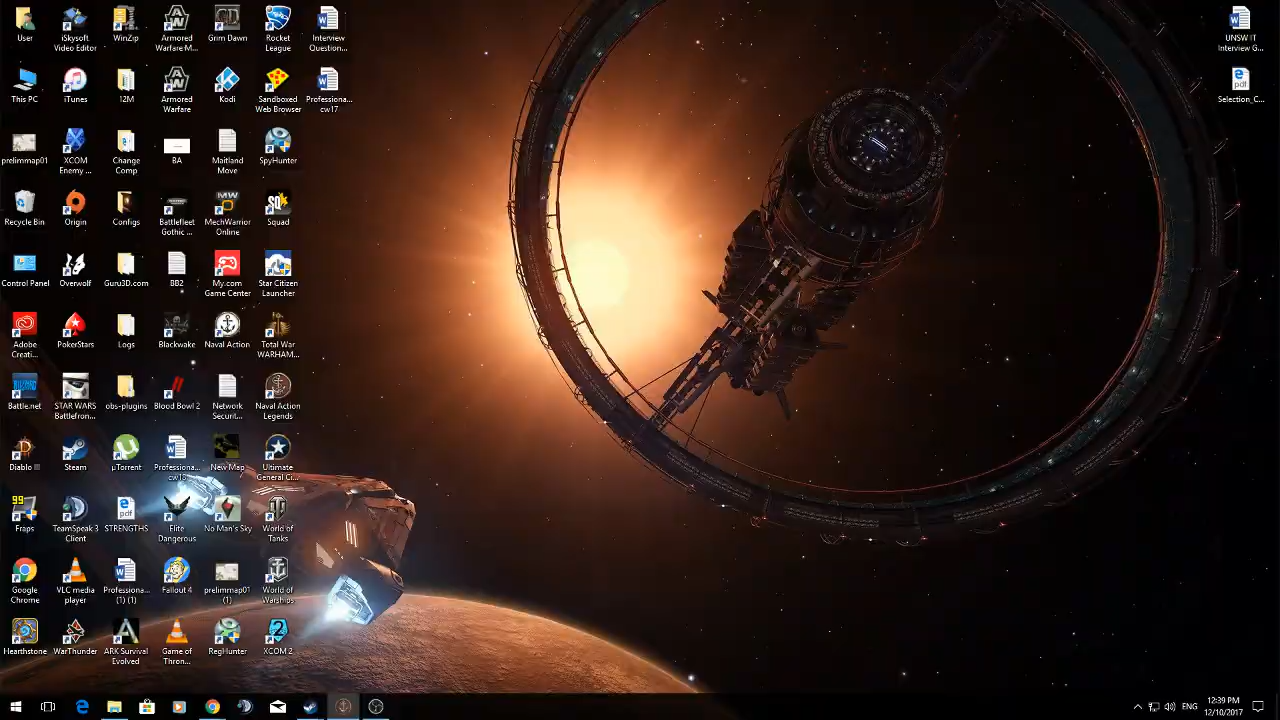 User
iSkysoft
Video Editor
WinZip
Armored
Warfare M...
Grim Dawn
Rocket
League
Interview
Question...
This PC
iTunes
12M
Armored
Warfare
Kodi
Sandboxed
Web Browser
Professiona...
cw17
prelimmap01
XCOM
Enemy ...
Change
Comp
BA
Maitland
Move
SpyHunter
Recycle Bin
Origin
Configs
Battlefleet
Gothic ...
MechWarrior
Online
Squad
Control Panel
Overwolf
Guru3D.com
BB2
My.com
Game Center
Star Citizen
Launcher
Adobe
Creati...
PokerStars
Logs
Blackwake
Naval Action
Total War
WARHAM...
Battle.net
STAR WARS
Battlefron...
obs-plugins
Blood Bowl 2
Network
Securit...
Naval Action
Legends
Diablo III
Steam
µTorrent
Professiona...
cw18
New Map
Ultimate
General Ci...
99
Fraps
TeamSpeak 3
Client
pdf
STRENGTHS
Elite
Dangerous
No Man's Sky
World of
Tanks
Google
Chrome
VLC media
player
Professiona...
(1) (1)
Fallout 4
prelimmap01
(1)
World of
Warships
Hearthstone
WarThunder
ARK Survival
Evolved
Game of
Thron...
RegHunter
XCOM 2
UNSW IT
Interview G...
pdf
Selection_C...
ENG
12:39 PM
12/10/2017